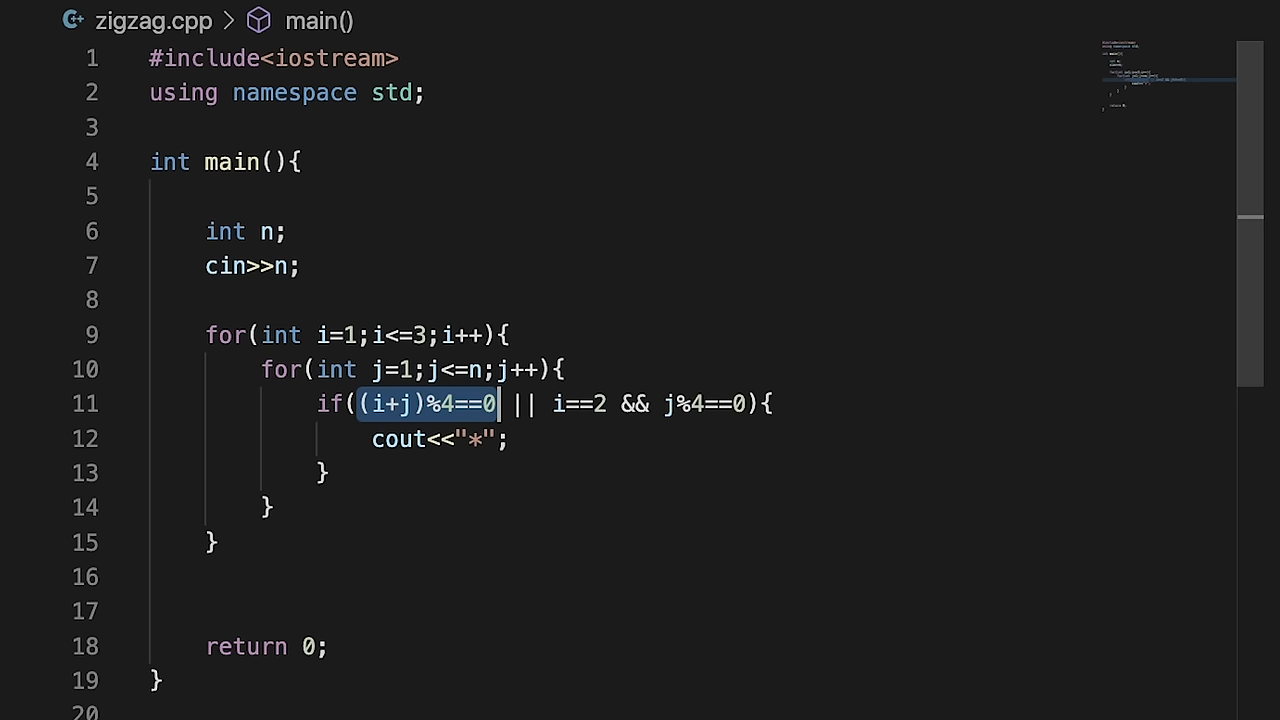 zigzag.cpp > main()
1 #include<iostream>
2 using namespace std;
3
4 int main(){
5
6 int n;
7 cin>>n;
8
9 for(int i=1;i<=3;i++){
10 for(int j=1;j<=n;j++){
11 if((i+j)%4==0 || i==2 && j%4==0){
12 cout<<"*";
13 }
14 }
15 }
16
17
18 return 0;
19 }
20